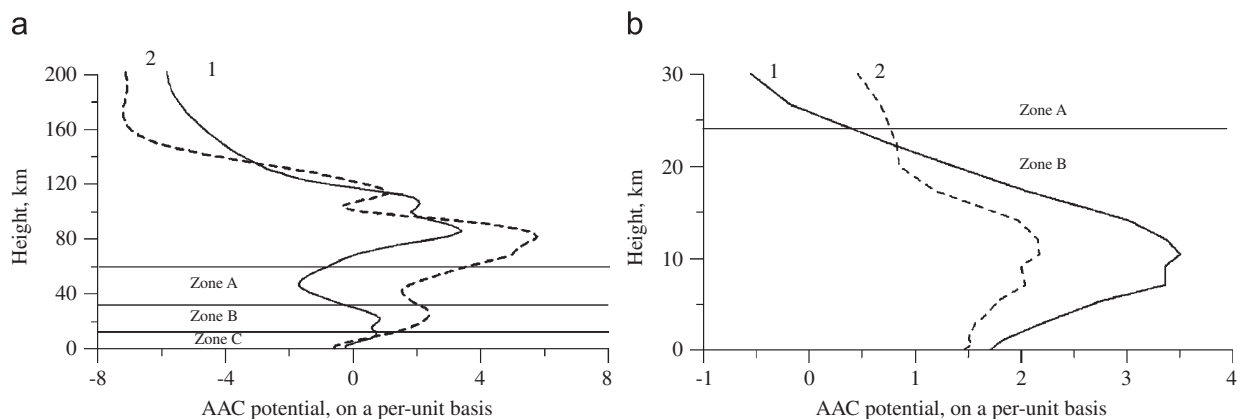 a
2
1
200
160
120
80
40
0
Height, km
Zone A
Zone B
Zone C
-8
-4
0
4
8
AAC potential, on a per-unit basis
b
1
2
30
20
10
0
Height, km
Zone A
Zone B
-1
0
1
2
3
4
AAC potential, on a per-unit basis